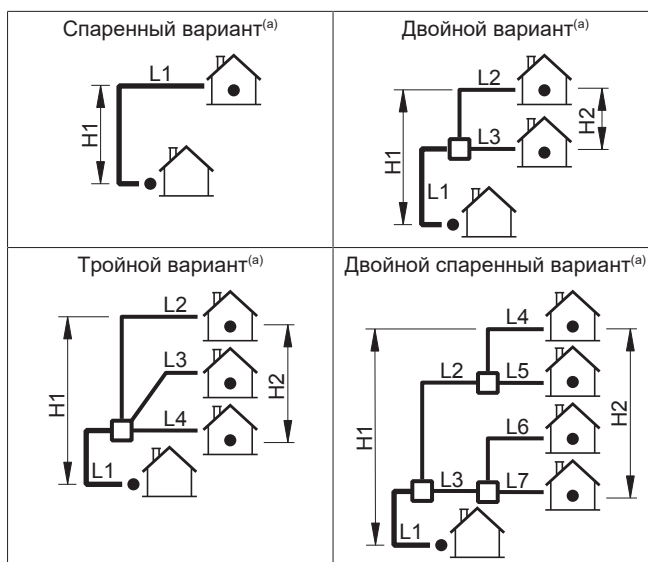 Спаренный вариант(a)
L1
H1
Двойной вариант(a)
L2
H2
L3
H1
L1
Тройной вариант(a)
L2
L3
H1
H2
L4
L1
Двойной спаренный вариант(a)
L4
L2
L5
H1
H2
L6
L3
L7
L1